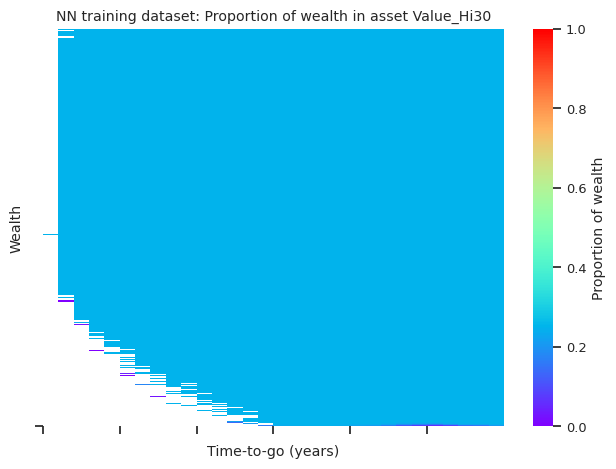 NN training dataset: Proportion of wealth in asset Value_Hi30
Wealth
Time-to-go (years)
1.0
0.8
0.6
0.4
0.2
0.0
Proportion of wealth